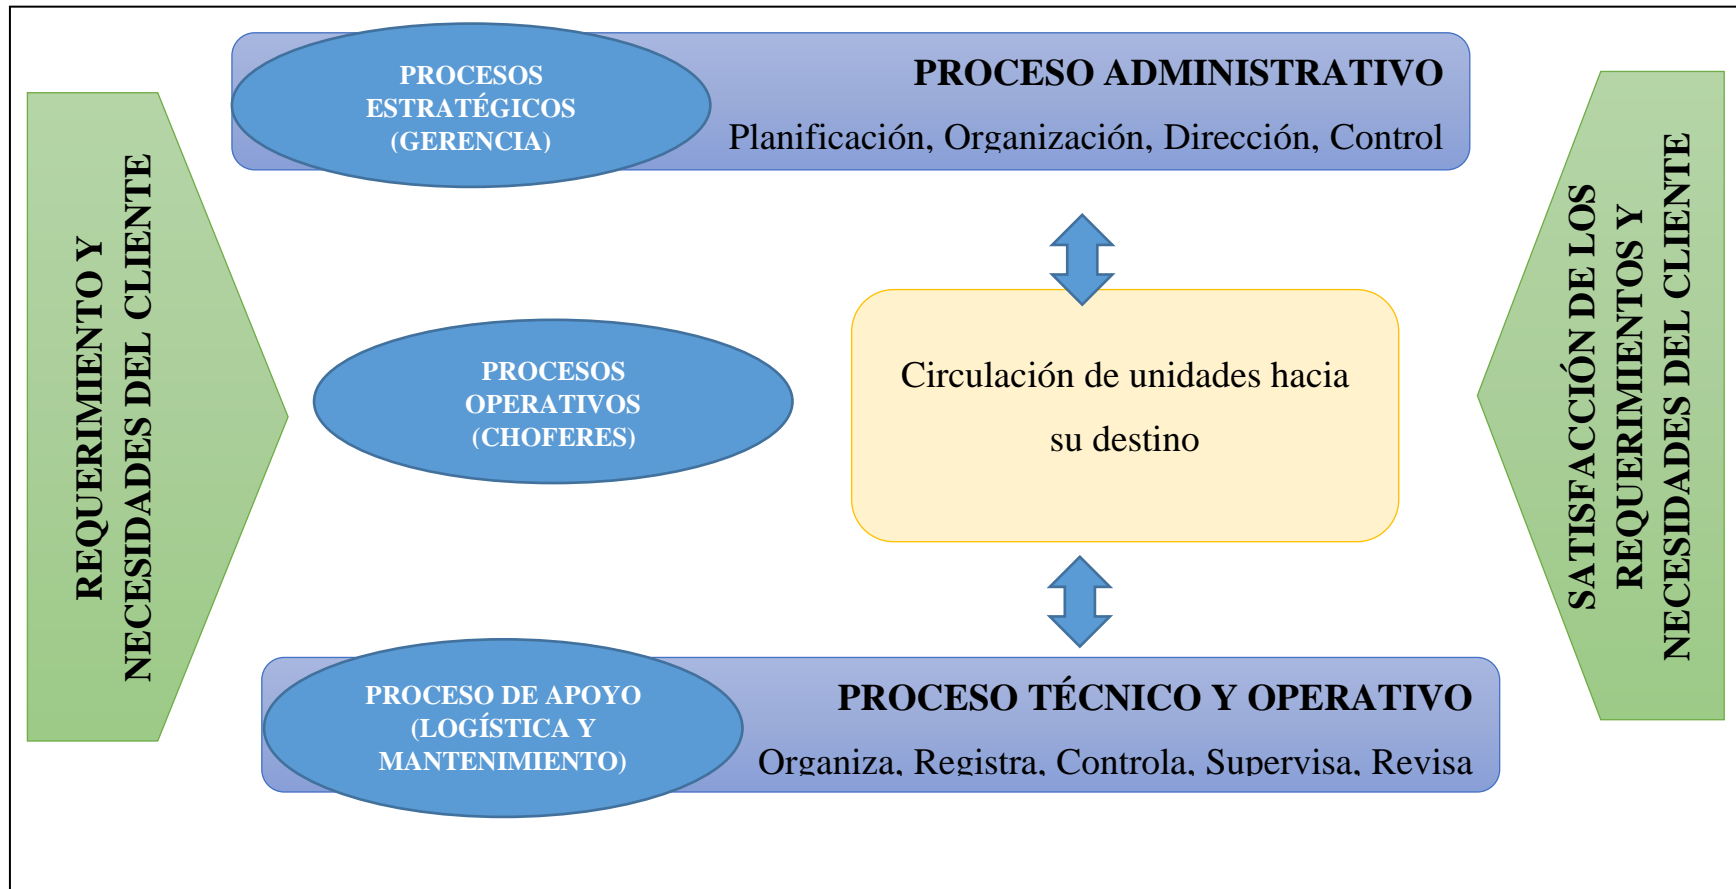 REQUERIMIENTO Y
NECESIDADES DEL CLIENTE
PROCESOS
ESTRATÉGICOS
(GERENCIA)
PROCESO ADMINISTRATIVO
Planificación, Organización, Dirección, Control
PROCESOS
OPERATIVOS
(CHOFERES)
Circulación de unidades hacia
su destino
PROCESO DE APOYO
(LOGÍSTICA Y
MANTENIMIENTO)
PROCESO TÉCNICO Y OPERATIVO
Organiza, Registra, Controla, Supervisa, Revisa
SATISFACCIÓN DE LOS
REQUERIMIENTOS Y
NECESIDADES DEL CLIENTE